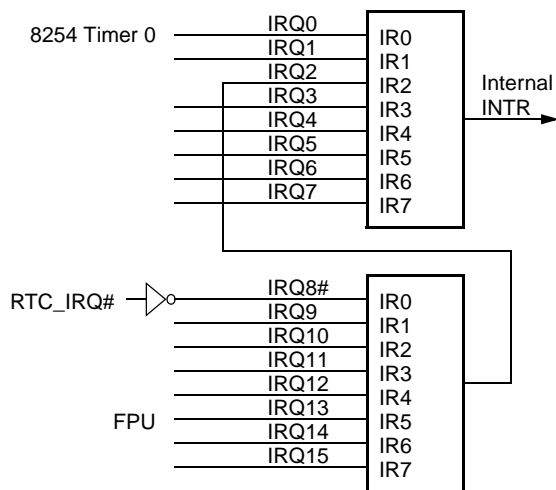 8254 Timer 0
IRQ0
IRQ1
IRQ2
IRQ3
IRQ4
IRQ5
IRQ6
IRQ7
IR0
IR1
IR2
IR3
IR4
IR5
IR6
IR7
Internal
INTR
RTC_IRQ#
FPU
IRQ8#
IRQ9
IRQ10
IRQ11
IRQ12
IRQ13
IRQ14
IRQ15
IR0
IR1
IR2
IR3
IR4
IR5
IR6
IR7